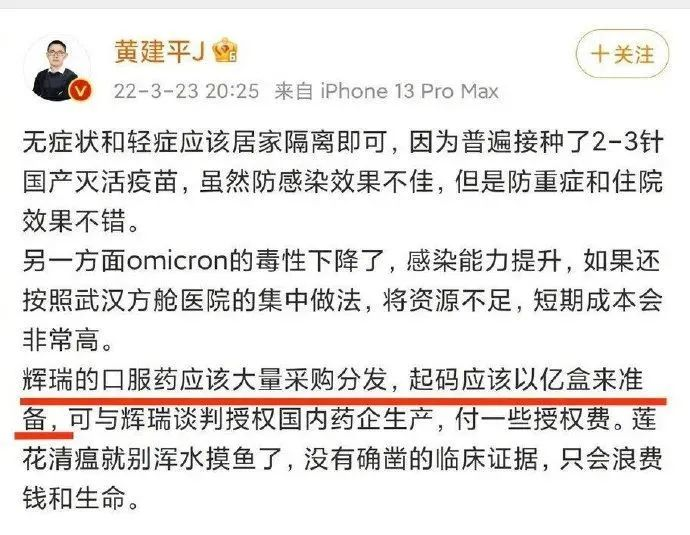 黄建平J
+关注
22-3-23 20:25 来自 iPhone 13 Pro Max
无症状和轻症应该居家隔离即可，因为普遍接种了2-3针
国产灭活疫苗，虽然防感染效果不佳，但是防重症和住院
效果不错。
另一方面omicron的毒性下降了，感染能力提升，如果还
按照武汉方舱医院的集中做法，将资源不足，短期成本会
非常高。
辉瑞的口服药应该大量采购分发，起码应该以亿盒来准
备，可与辉瑞谈判授权国内药企生产，付一些授权费。莲
花清瘟就别浑水摸鱼了，没有确凿的临床证据，只会浪费
钱和生命。